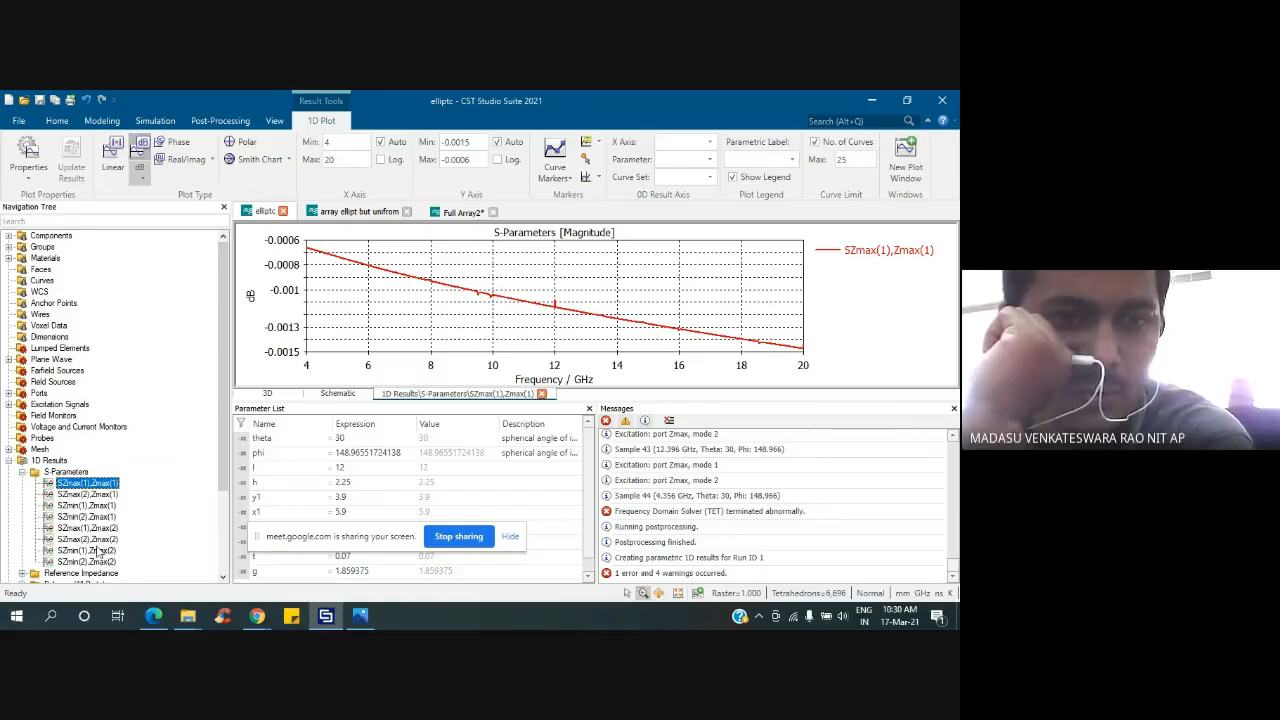 Result Tools
elliptc - CST Studio Suite 2021
File
Home
Modeling
Simulation
Post-Processing
View
1D Plot
Search (Alt+Q)
Properties
Update Results
Plot Properties
Linear
dB
Phase
Real/Imag
Polar
Smith Chart
Plot Type
Min: 4
Auto
Max: 20
Log.
X Axis
Min: -0.0015
Auto
Max: -0.0006
Log.
Y Axis
Curve Markers
Markers
X Axis:
Parameter:
Curve Set:
0D Result Axis
Parametric Label:
Show Legend
Plot Legend
No. of Curves
Max: 25
Curve Limit
New Plot Window
Windows
Navigation Tree
Search
Components
Groups
Materials
Faces
Curves
WCS
Anchor Points
Wires
Voxel Data
Dimensions
Lumped Elements
Plane Wave
Farfield Sources
Field Sources
Ports
Excitation Signals
Field Monitors
Voltage and Current Monitors
Probes
Mesh
1D Results
S-Parameters
SZmax(1),Zmax(1)
SZmax(2),Zmax(1)
SZmin(1),Zmax(1)
SZmin(2),Zmax(1)
SZmax(1),Zmax(2)
SZmax(2),Zmax(2)
SZmin(1),Zmax(2)
SZmin(2),Zmax(2)
Reference Impedance
elliptc
array ellipt but unifrom
Full Array2*
S-Parameters [Magnitude]
-0.0006
-0.0008
-0.001
-0.0013
-0.0015
dB
4 6 8 10 12 14 16 18 20
Frequency / GHz
SZmax(1),Zmax(1)
3D
Schematic
1D Results\S-Parameters\SZmax(1),Zmax(1)
Parameter List
Name Expression Value Description
theta = 30 30 spherical angle of i...
phi = 148.96551724138 148.96551724138 spherical angle of i...
l = 12 12
h = 2.25 2.25
y1 = 3.9 3.9
x1 = 5.9 5.9
meet.google.com is sharing your screen.
Stop sharing
Hide
t = 0.07 0.07
g = 1.859375 1.859375
Messages
Excitation: port Zmax, mode 2
Sample 43 (12.396 GHz, Theta: 30, Phi: 148.966)
Excitation: port Zmax, mode 1
Excitation: port Zmax, mode 2
Sample 44 (4.356 GHz, Theta: 30, Phi: 148.966)
Frequency Domain Solver (TET) terminated abnormally.
Running postprocessing.
Postprocessing finished.
Creating parametric 1D results for Run ID 1
1 error and 4 warnings occurred.
Ready
Raster=1.000
Tetrahedrons=6,696
Normal
mm GHz ns K
ENG
IN
10:30 AM
17-Mar-21
MADASU VENKATESWARA RAO NIT AP